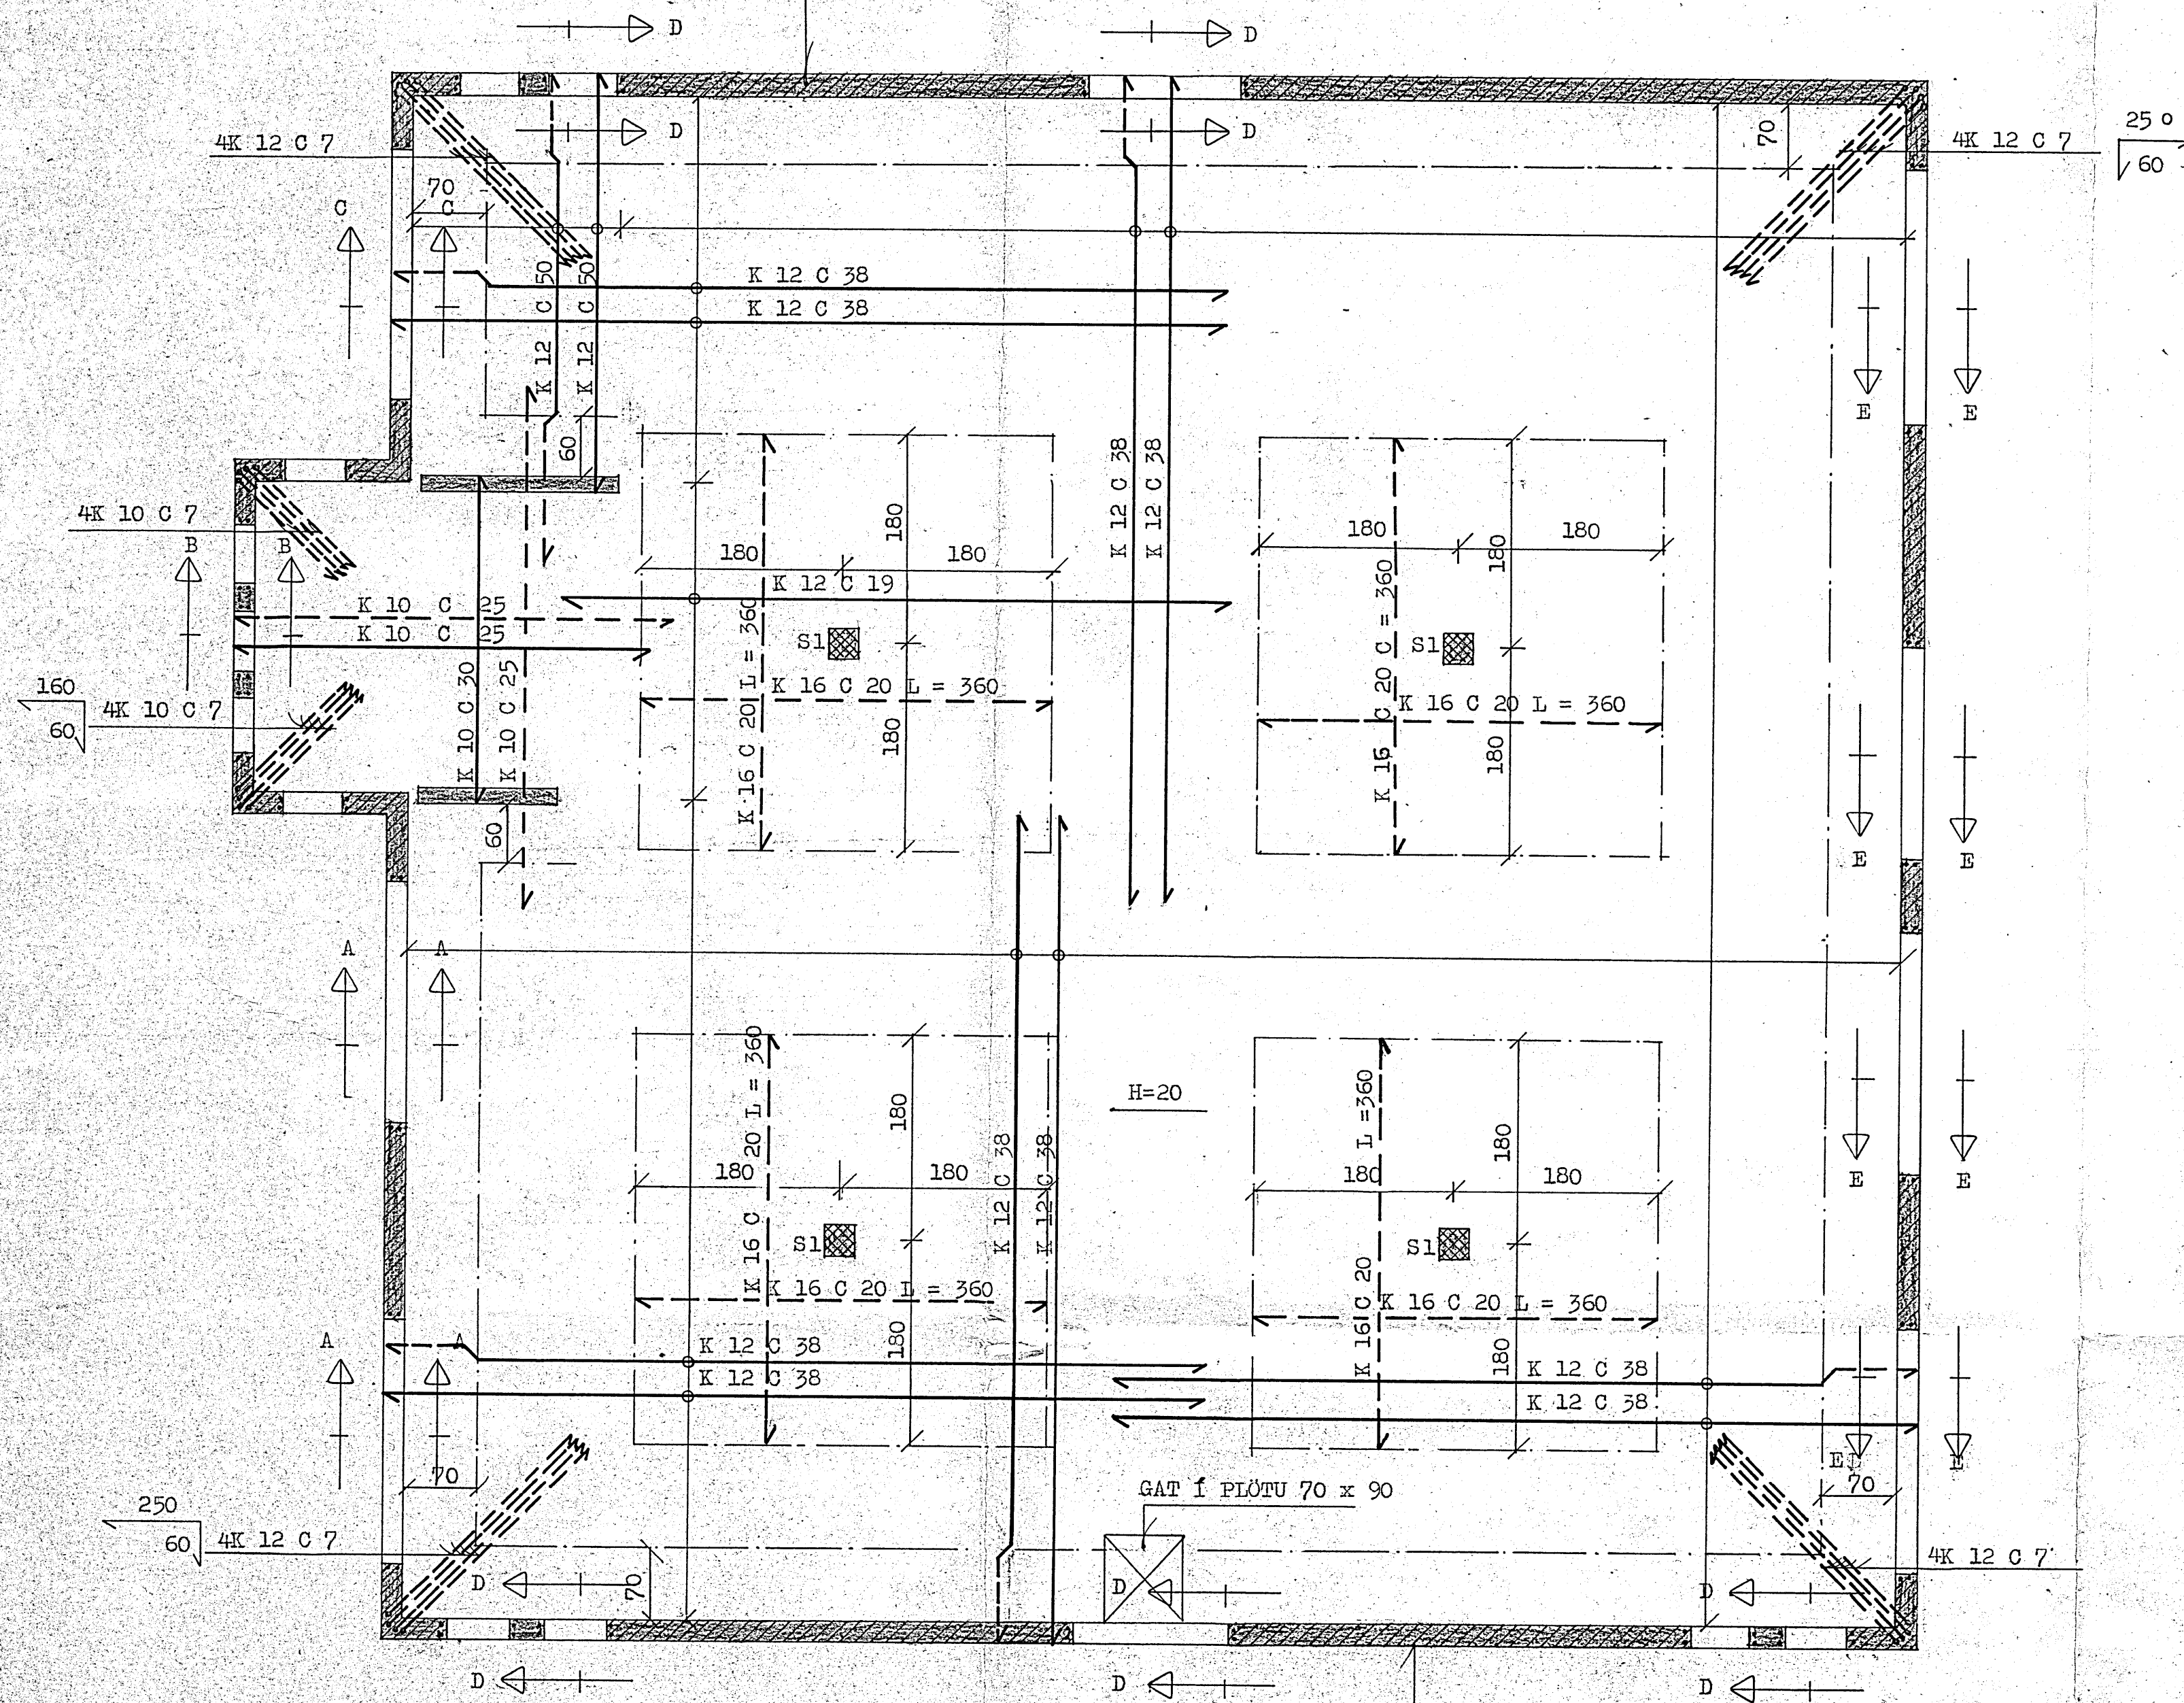 D
D
D
D
4K 12 C 7
70
4K 12 C 7
25 0
60
70
C
C
K 12 C 38
K 12 C 38
K 12 C 50
K 12 C 50
E
E
60
180
K 12 C 38
K 12 C 38
4K 10 C 7
B
B
180
180
180
180
180
K 12 C 19
K 10 C 25
K 10 C 25
S1
S1
K 16 C 20 L = 360
K 16 C 20 C = 360
K 10 C 30
K 10 C 25
K 16 C 20 L = 360
K 16 C 20 L = 360
160
60
4K 10 C 7
180
180
60
E
E
A
A
K 16 C 20 L = 360
180
H=20
K 16 C 20 L =360
180
K 12 C 38
K 12 C 38
180
180
180
180
E
E
S1
S1
K 16 C 20 L = 360
K 16 C 20 L = 360
A
A
K 12 C 38
K 12 C 38
180
180
K 12 C 38
K 12 C 38
E
E
70
70
GAT Í PLÖTU 70 x 90
250
60
4K 12 C 7
4K 12 C 7
D
70
D
D
D
D
D